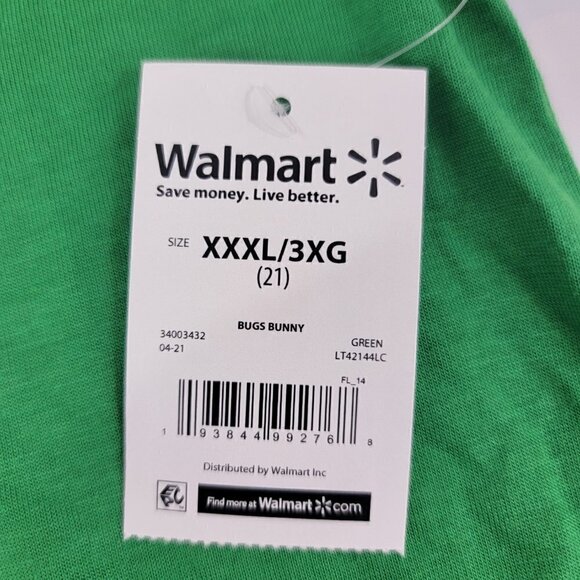 Walmart
Save money. Live better.
SIZE XXXL/3XG
(21)
BUGS BUNNY
34003432 GREEN
04-21 LT42144LC
FL_14
1 93844 99276 8
Distributed by Walmart Inc
Find more at Walmart.com